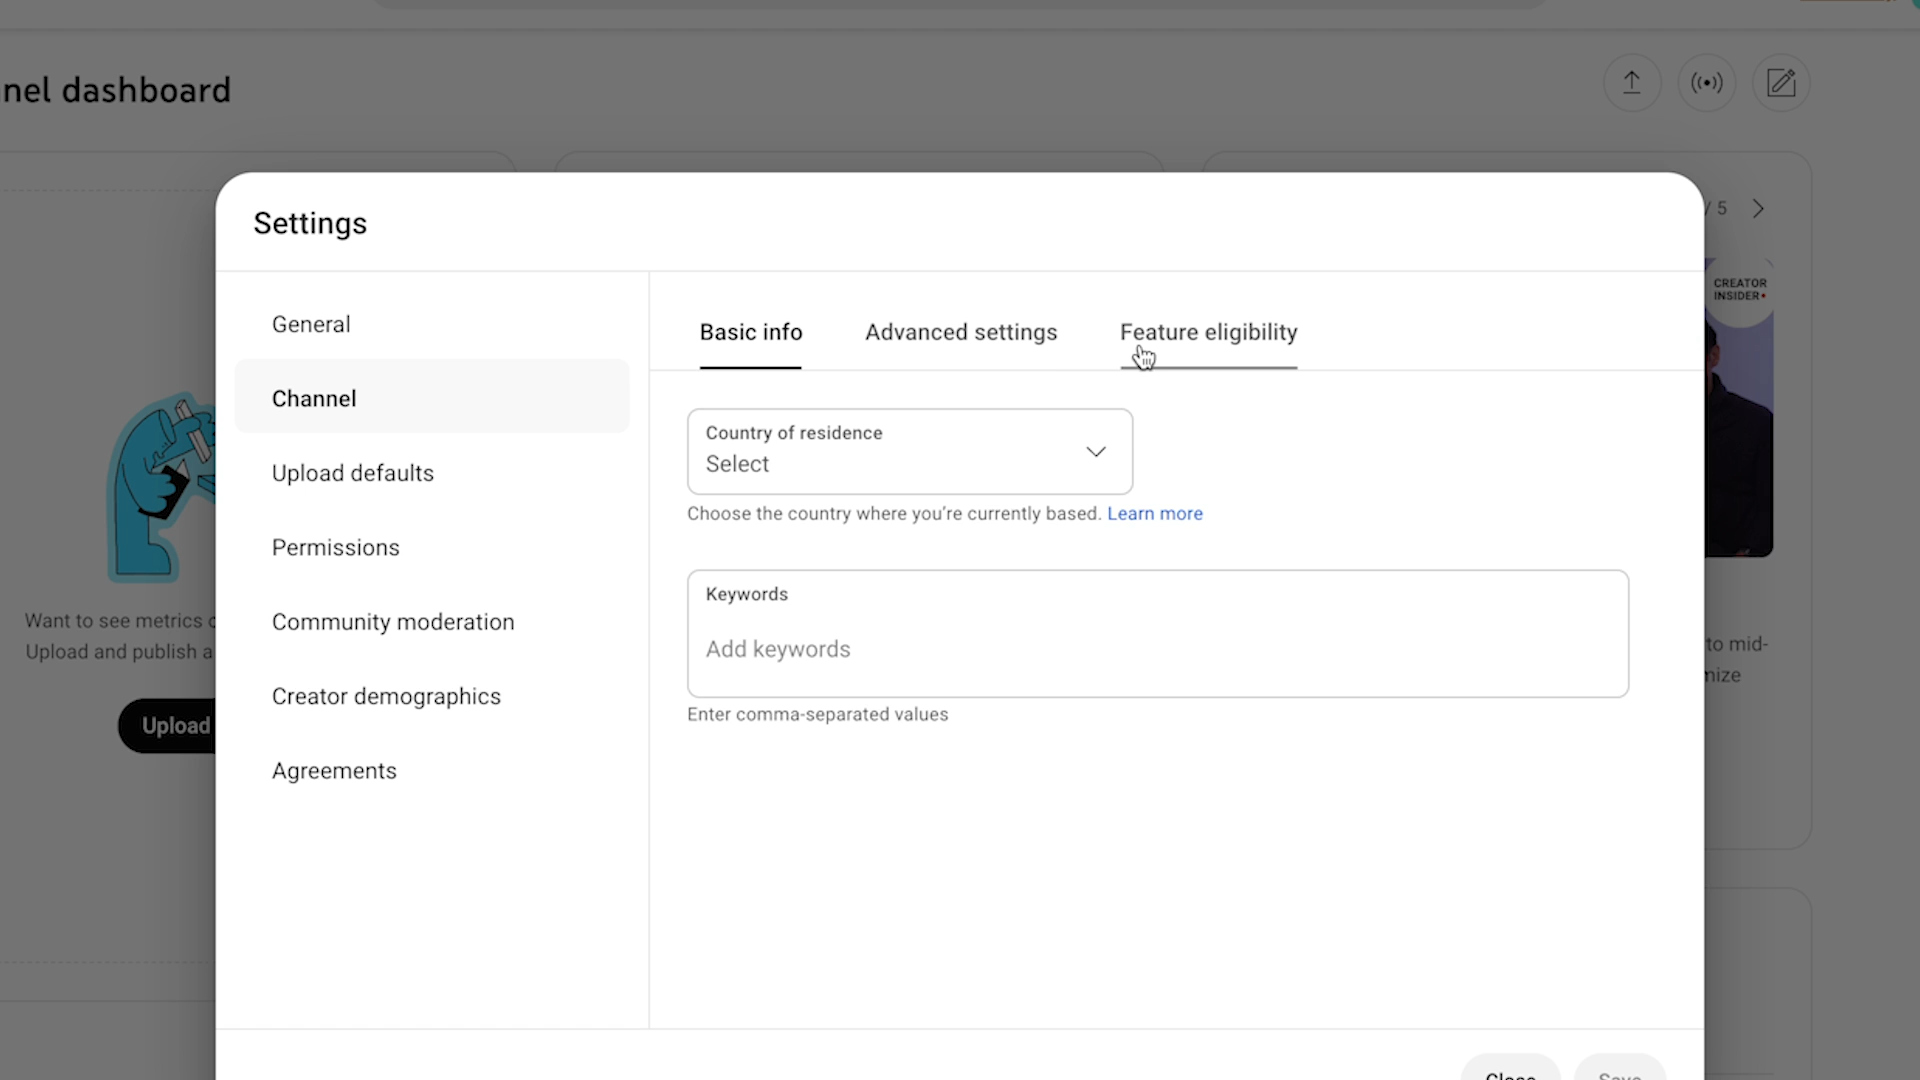 nel dashboard
/ 5
Settings
CREATOR
INSIDER
General
Basic info
Advanced settings
Feature eligibility
Channel
Country of residence
Select
Upload defaults
Choose the country where you're currently based. Learn more
Permissions
Keywords
Add keywords
Want to see metrics
Community moderation
Upload and publish a
to mid-
Creator demographics
Enter comma-separated values
Upload
Agreements
Close
Save